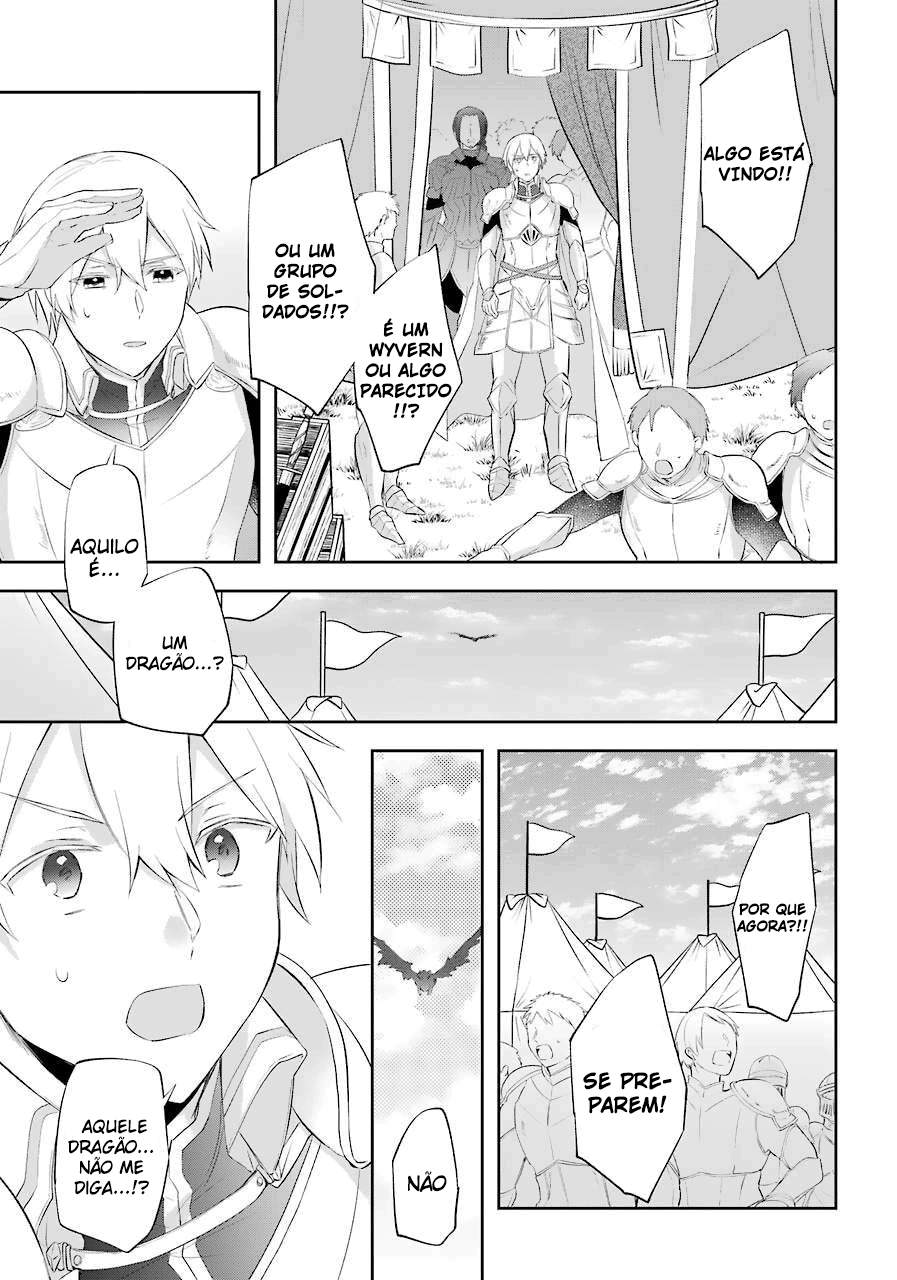 ALGO ESTÁ
VINDO!!
É UM
WYVERN
OU ALGO
PARECIDO
!!?
OU UM
GRUPO
DE SOL-
DADOS!!?
AQUILO
É...
UM
DRAGÃO...?
POR QUE
AGORA?!!
SE PRE-
PAREM!
NÃO
AQUELE
DRAGÃO...
NÃO ME
DIGA...!?